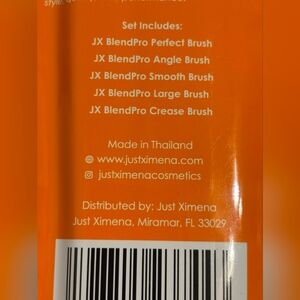 Set Includes:
JX BlendPro Perfect Brush
JX BlendPro Angle Brush
JX BlendPro Smooth Brush
JX BlendPro Large Brush
JX BlendPro Crease Brush
Made in Thailand
www.justximena.com
justximenacosmetics
Distributed by: Just Ximena
Just Ximena, Miramar, FL 33029